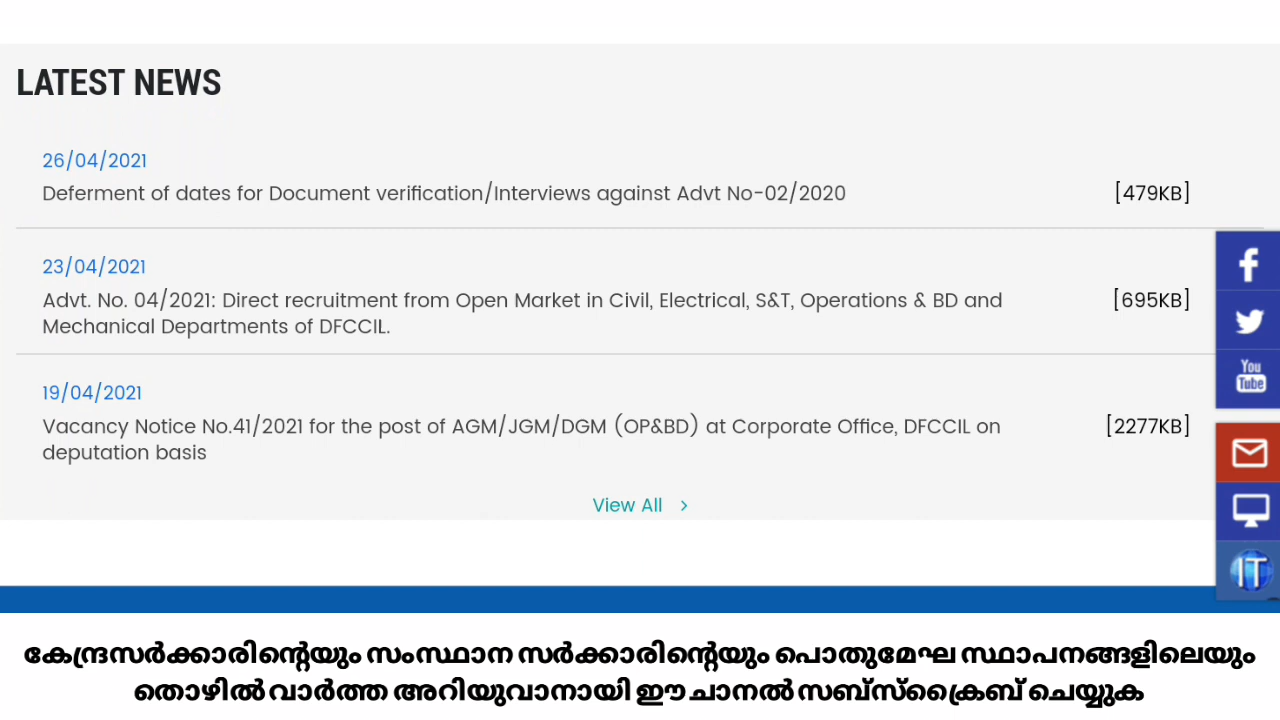 LATEST NEWS
26/04/2021
Deferment of dates for Document verification/Interviews against Advt No-02/2020 [479KB]
23/04/2021
Advt. No. 04/2021: Direct recruitment from Open Market in Civil, Electrical, S&T, Operations & BD and [695KB]
Mechanical Departments of DFCCIL.
19/04/2021
Vacancy Notice No.41/2021 for the post of AGM/JGM/DGM (OP&BD) at Corporate Office, DFCCIL on [2277KB]
deputation basis
View All >
You
Tube
IT
കേന്ദ്രസർക്കാരിന്റെയും സംസ്ഥാന സർക്കാരിന്റെയും പൊതുമേഘ സ്ഥാപനങ്ങളിലെയും
തൊഴിൽ വാർത്ത അറിയുവാനായി ഈ ചാനൽ സബ്സ്ക്രൈബ് ചെയ്യുക